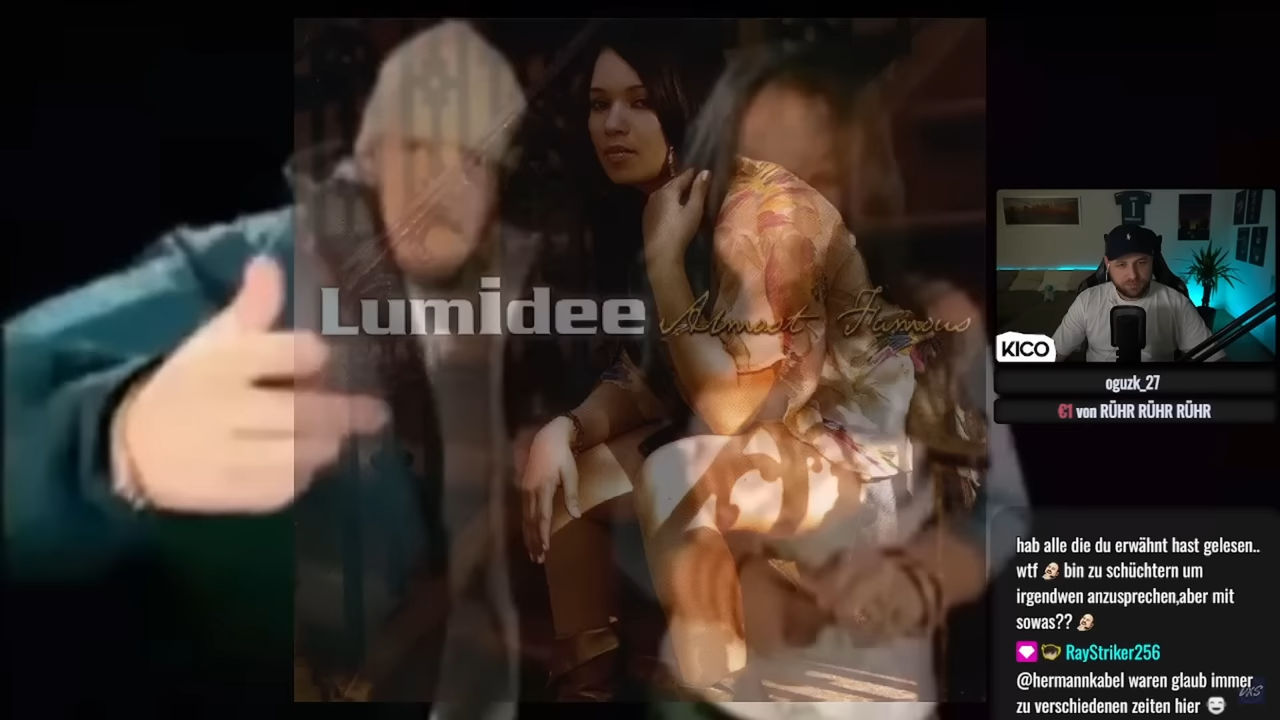 Lumidee Almost Famous
KICO
oguzk_27
€1 von RÜHR RÜHR RÜHR
hab alle die du erwähnt hast gelesen..
wtf bin zu schüchtern um
irgendwen anzusprechen,aber mit
sowas??
RayStriker256
@hermannkabel waren glaub immer
zu verschiedenen zeiten hier